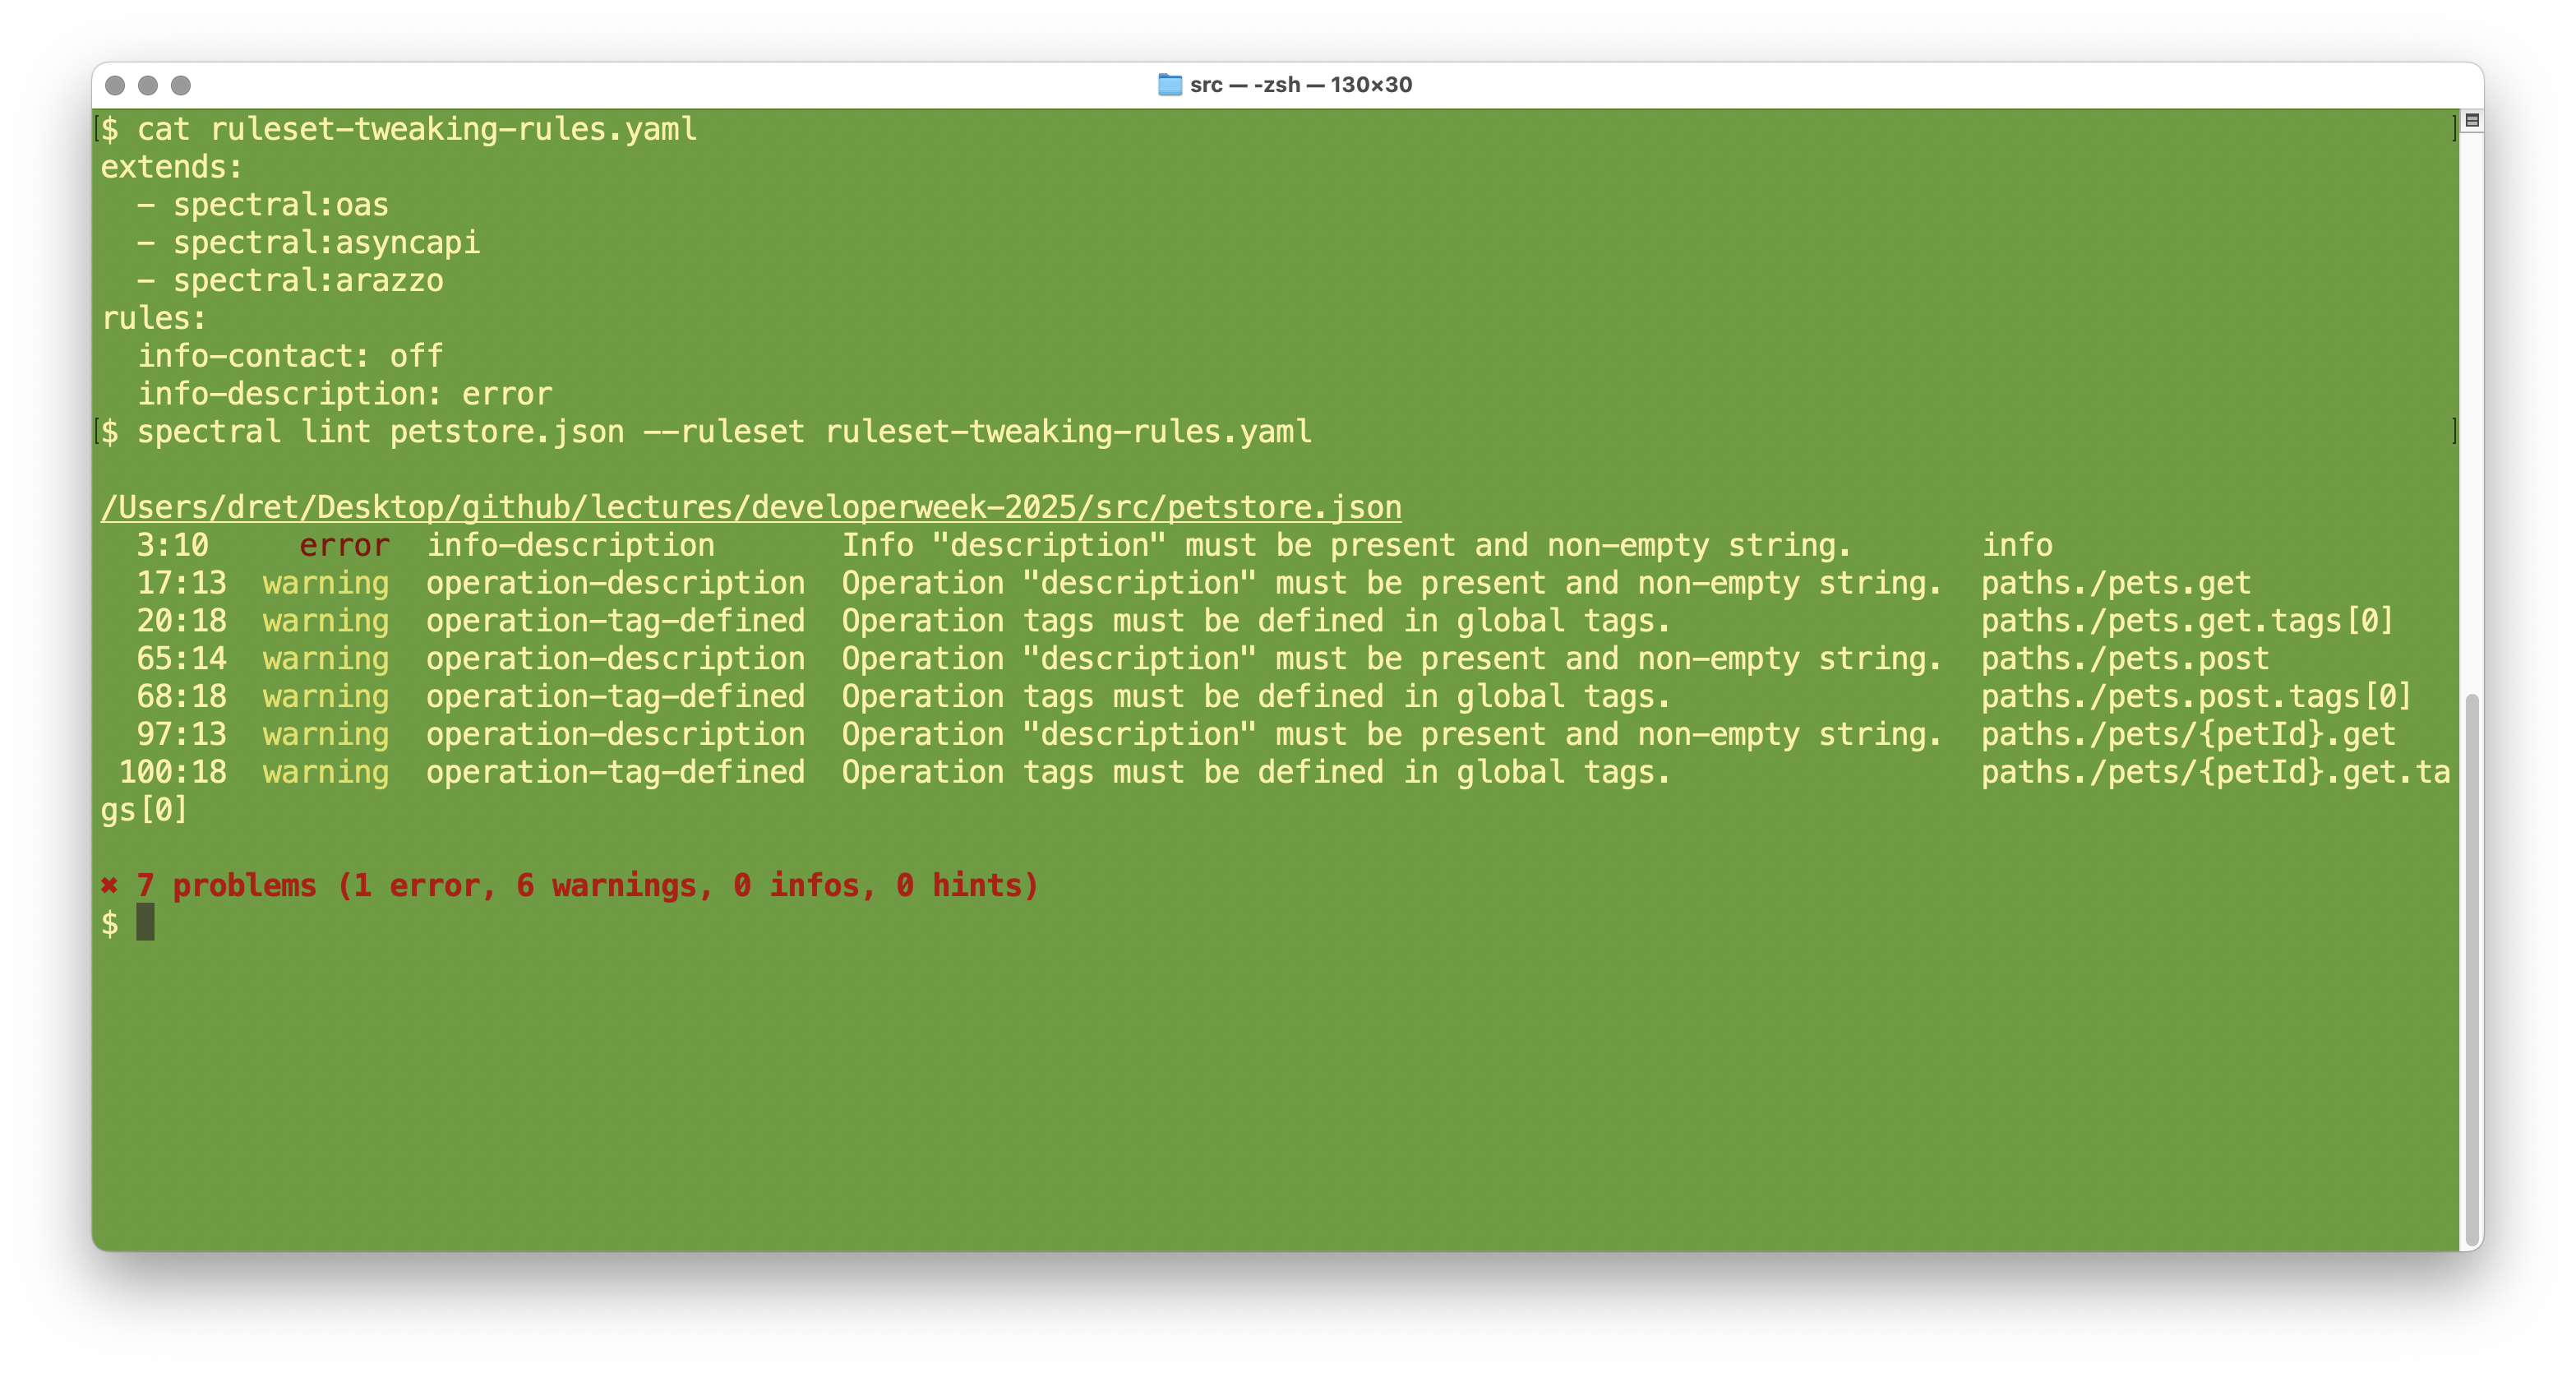 src — -zsh — 130×30
$ cat ruleset-tweaking-rules.yaml
extends:
  - spectral:oas
  - spectral:asyncapi
  - spectral:arazzo
rules:
  info-contact: off
  info-description: error
$ spectral lint petstore.json --ruleset ruleset-tweaking-rules.yaml
/Users/dret/Desktop/github/lectures/developerweek-2025/src/petstore.json
  3:10     error  info-description       Info "description" must be present and non-empty string.       info
  17:13  warning  operation-description  Operation "description" must be present and non-empty string.  paths./pets.get
  20:18  warning  operation-tag-defined  Operation tags must be defined in global tags.                 paths./pets.get.tags[0]
  65:14  warning  operation-description  Operation "description" must be present and non-empty string.  paths./pets.post
  68:18  warning  operation-tag-defined  Operation tags must be defined in global tags.                 paths./pets.post.tags[0]
  97:13  warning  operation-description  Operation "description" must be present and non-empty string.  paths./pets/{petId}.get
 100:18  warning  operation-tag-defined  Operation tags must be defined in global tags.                 paths./pets/{petId}.get.ta
gs[0]
✖ 7 problems (1 error, 6 warnings, 0 infos, 0 hints)
$